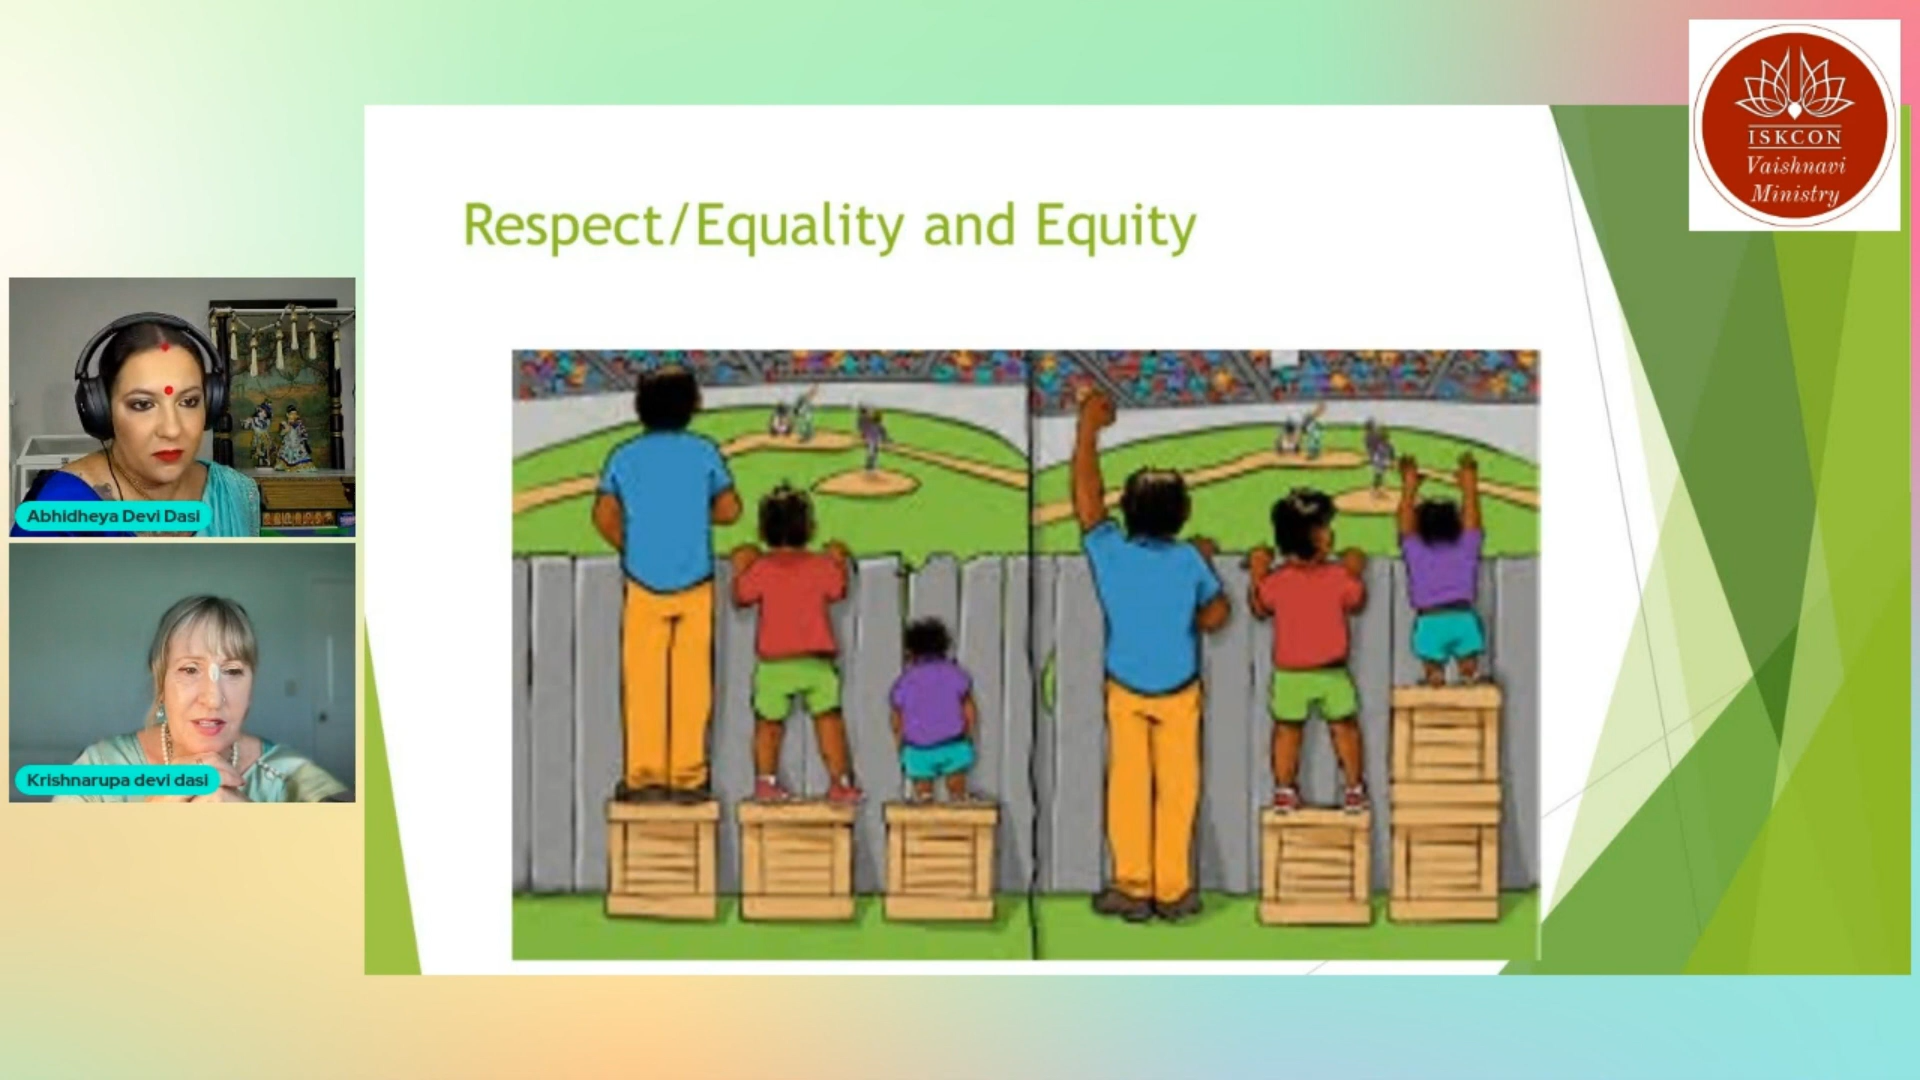 ISKCON
Vaishnavi
Ministry
Respect/Equality and Equity
Abhidheya Devi Dasi
Krishnarupa devi dasi